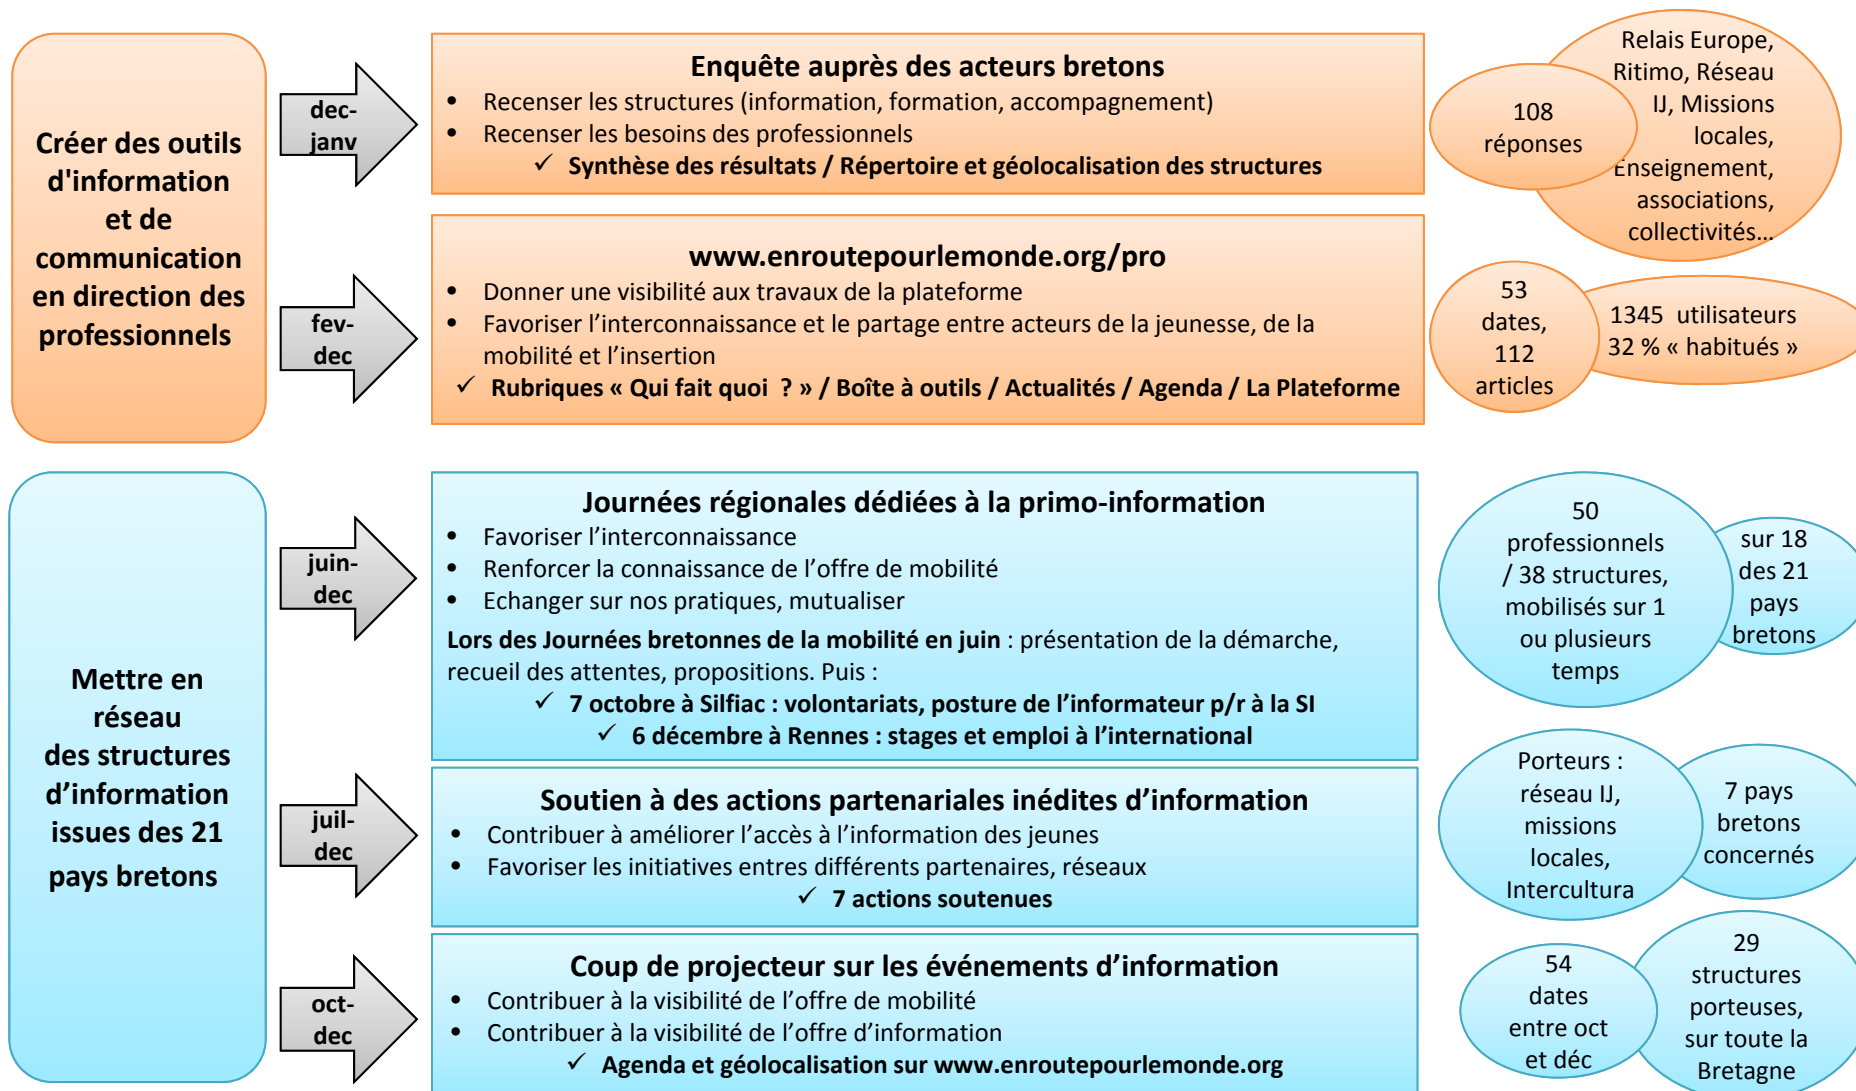 Créer des outils
d'information
et de
communication
en direction des
professionnels
dec-
janv
Enquête auprès des acteurs bretons
• Recenser les structures (information, formation, accompagnement)
• Recenser les besoins des professionnels
✓ Synthèse des résultats / Répertoire et géolocalisation des structures
108
réponses
Relais Europe,
Ritimo, Réseau
IJ, Missions
locales,
Enseignement,
associations,
collectivités…
fev-
dec
www.enroutepourlemonde.org/pro
• Donner une visibilité aux travaux de la plateforme
• Favoriser l’interconnaissance et le partage entre acteurs de la jeunesse, de la
mobilité et l’insertion
✓ Rubriques « Qui fait quoi ? » / Boîte à outils / Actualités / Agenda / La Plateforme
53
dates,
112
articles
1345 utilisateurs
32 % « habitués »
Mettre en
réseau
des structures
d’information
issues des 21
pays bretons
juin-
dec
Journées régionales dédiées à la primo-information
• Favoriser l’interconnaissance
• Renforcer la connaissance de l’offre de mobilité
• Echanger sur nos pratiques, mutualiser
Lors des Journées bretonnes de la mobilité en juin : présentation de la démarche,
recueil des attentes, propositions. Puis :
✓ 7 octobre à Silfiac : volontariats, posture de l’informateur p/r à la SI
✓ 6 décembre à Rennes : stages et emploi à l’international
50
professionnels
/ 38 structures,
mobilisés sur 1
ou plusieurs
temps
sur 18
des 21
pays
bretons
juil-
dec
Soutien à des actions partenariales inédites d’information
• Contribuer à améliorer l’accès à l’information des jeunes
• Favoriser les initiatives entres différents partenaires, réseaux
✓ 7 actions soutenues
Porteurs :
réseau IJ,
missions
locales,
Intercultura
7 pays
bretons
concernés
oct-
dec
Coup de projecteur sur les événements d’information
• Contribuer à la visibilité de l’offre de mobilité
• Contribuer à la visibilité de l’offre d’information
✓ Agenda et géolocalisation sur www.enroutepourlemonde.org
54
dates
entre oct
et déc
29
structures
porteuses,
sur toute la
Bretagne